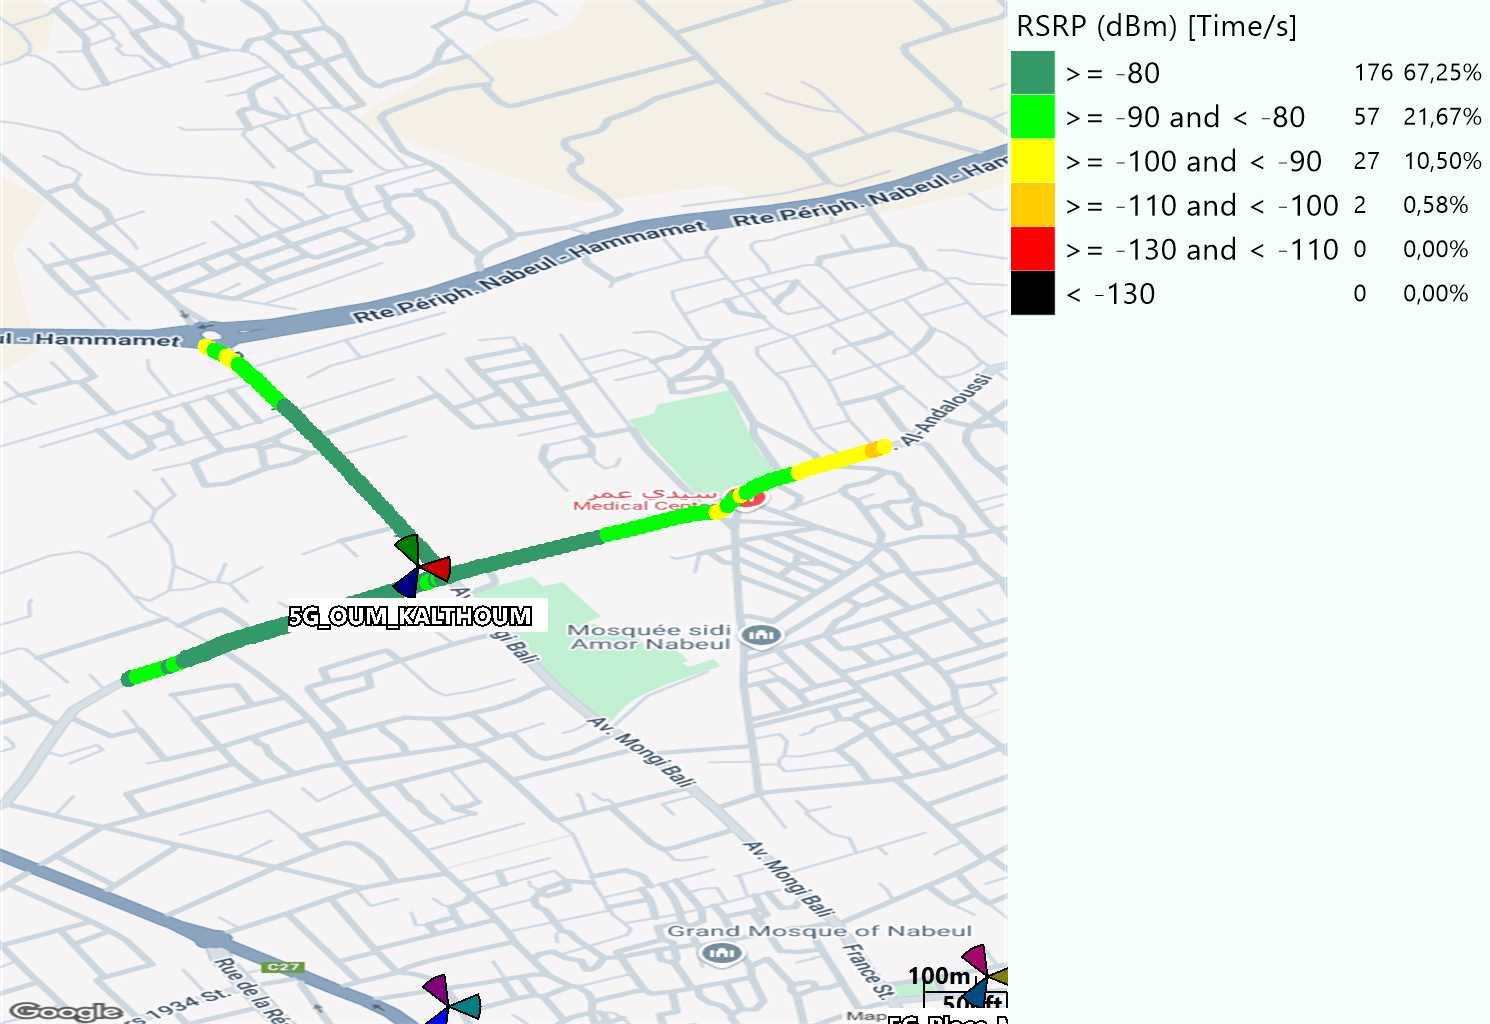 RSRP (dBm) [Time/s]
>= -80 176 67,25%
>= -90 and < -80 57 21,67%
>= -100 and < -90 27 10,50%
>= -110 and < -100 2 0,58%
>= -130 and < -110 0 0,00%
< -130 0 0,00%
Rte Périph. Nabeul - Hammamet
Rte Périph. Nabeul - Ham
ul - Hammamet
Al-Andaloussi
سيدي عمر
Medical Cent
5G_OUM_KALTHOUM
Mosquée sidi
Amor Nabeul
gi Bali
Av. Mongi Bali
Av. Mongi Bali
Grand Mosque of Nabeul
France St.
C27
Rue de la Ré
1934 St.
100m
Google
Map